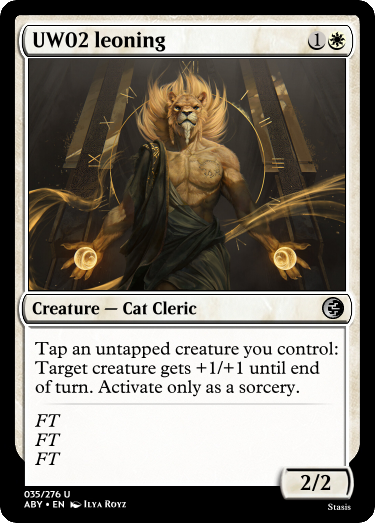 UW02 leoning
1
Creature — Cat Cleric
Tap an untapped creature you control:
Target creature gets +1/+1 until end
of turn. Activate only as a sorcery.
FT
FT
FT
2/2
035/276 U
ABY • EN Ilya Royz
Stasis